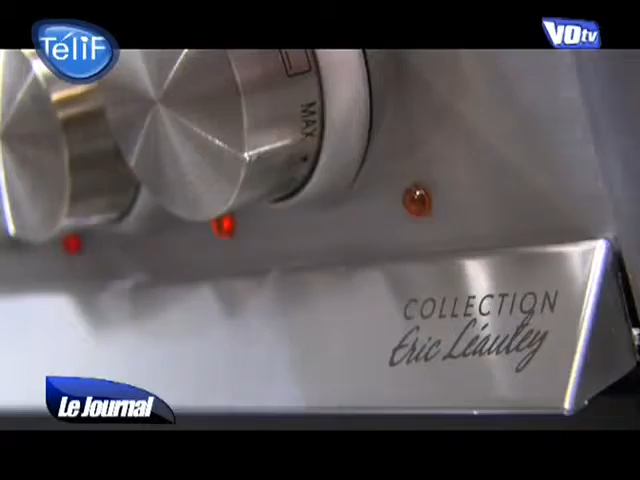 TéliF
VOtv
MAX
COLLECTION
Eric Léautey
Le Journal